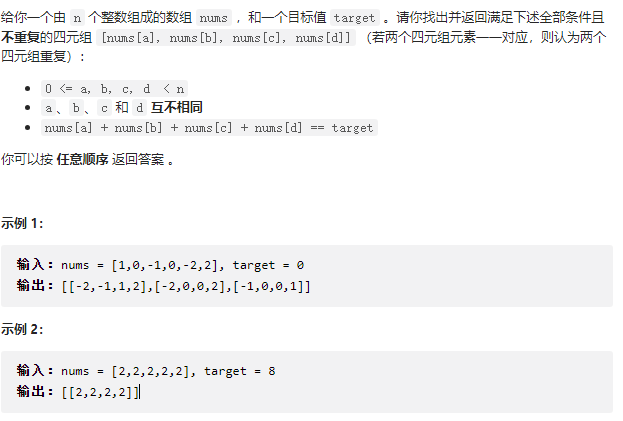 给你一个由 n 个整数组成的数组 nums ，和一个目标值 target 。请你找出并返回满足下述全部条件且
不重复的四元组 [nums[a], nums[b], nums[c], nums[d]] （若两个四元组元素一一对应，则认为两个
四元组重复）：
• 0 <= a, b, c, d < n
• a 、b 、c 和 d 互不相同
• nums[a] + nums[b] + nums[c] + nums[d] == target
你可以按 任意顺序 返回答案 。
示例 1：
输入：nums = [1,0,-1,0,-2,2], target = 0
输出：[[-2,-1,1,2],[-2,0,0,2],[-1,0,0,1]]
示例 2：
输入：nums = [2,2,2,2,2], target = 8
输出：[[2,2,2,2]]